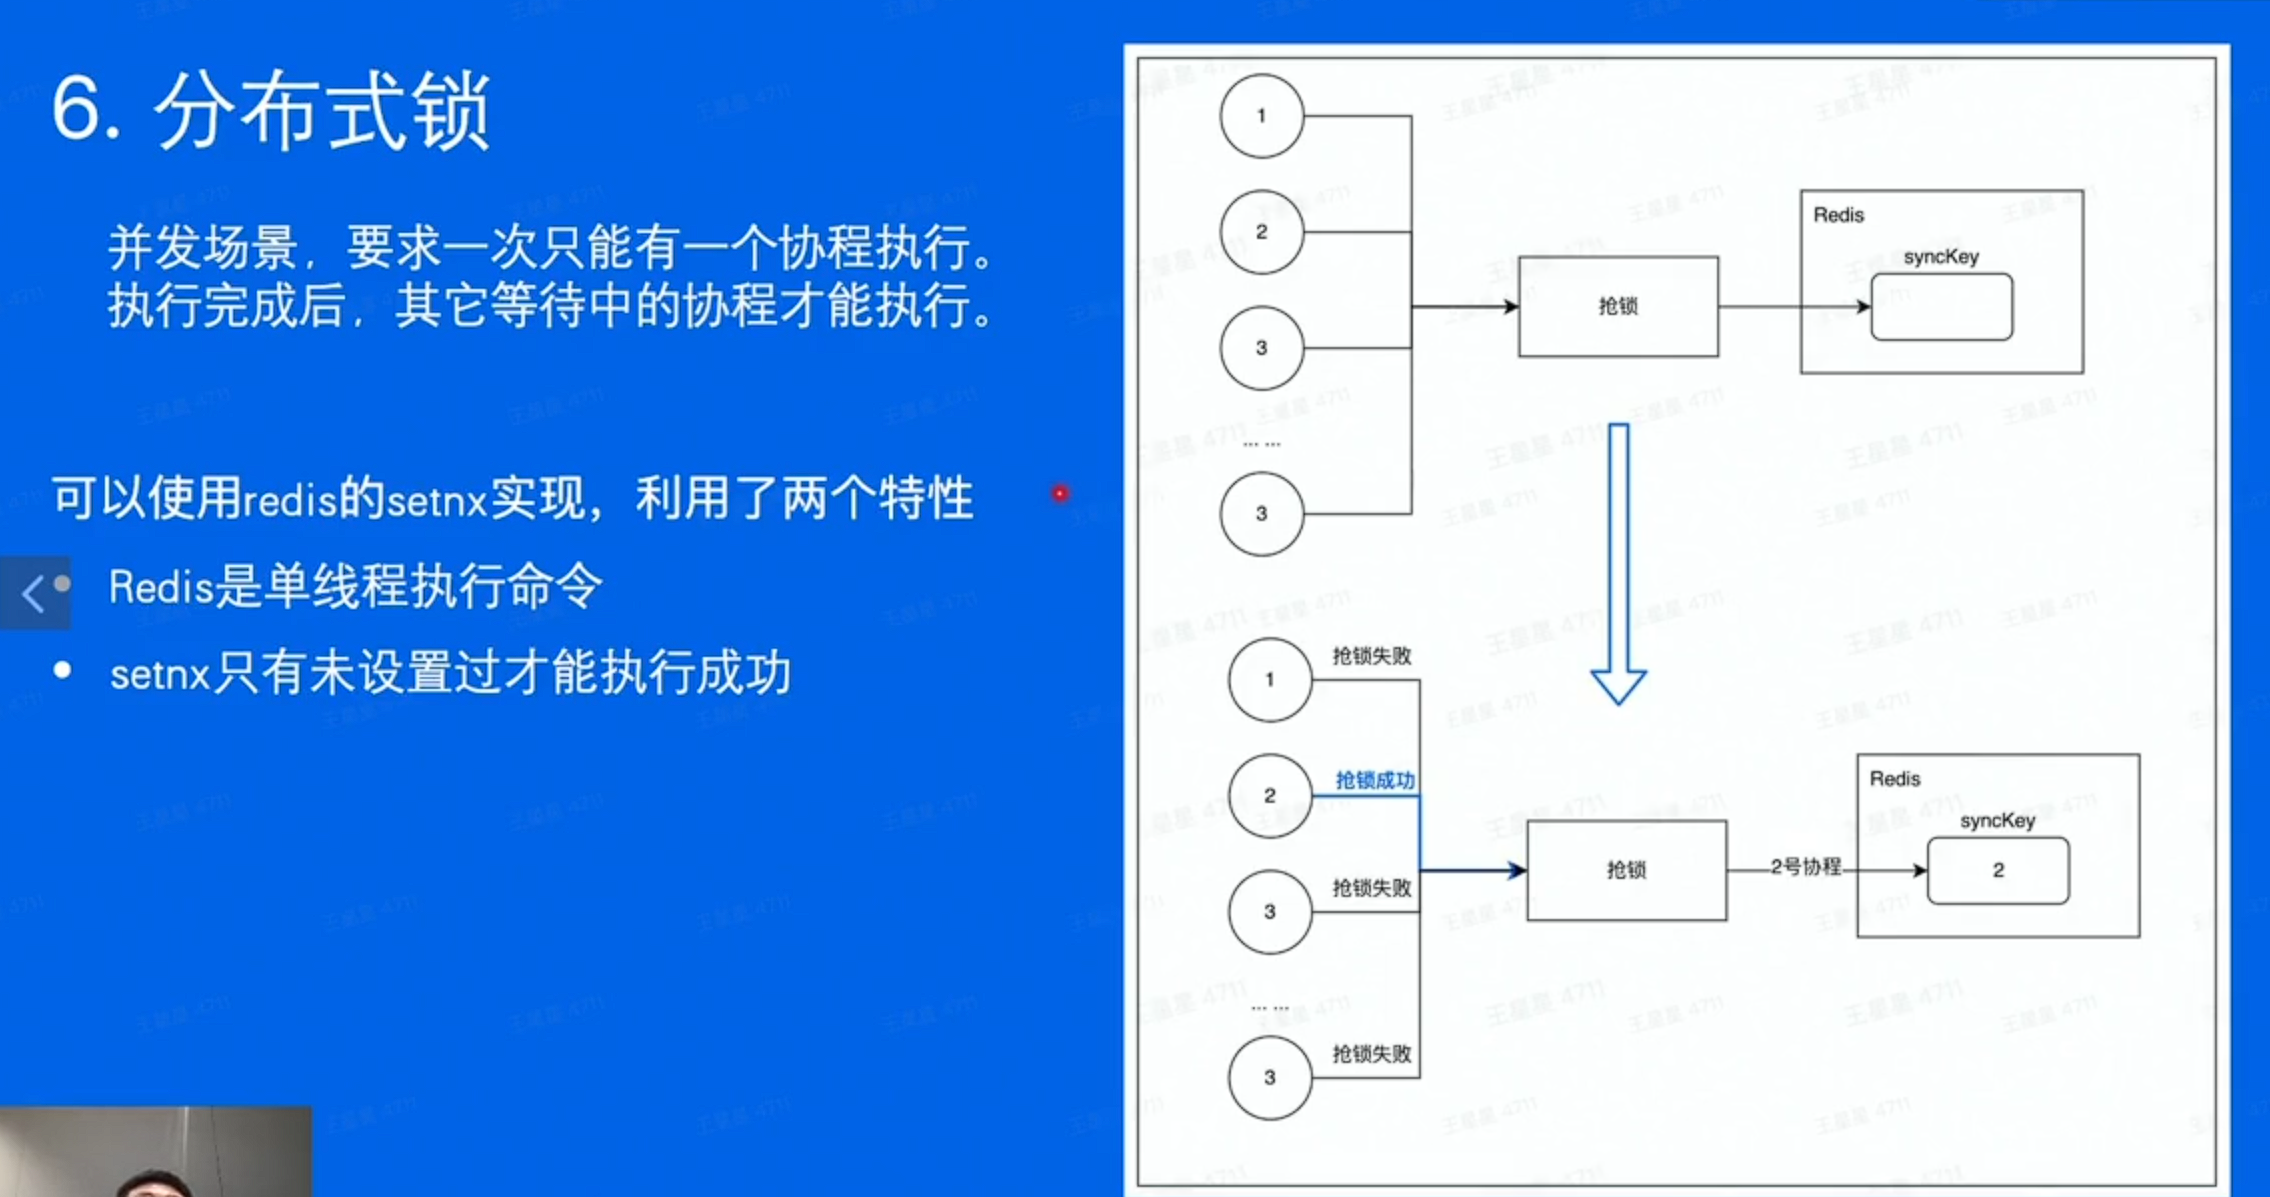 6. 分布式锁
并发场景，要求一次只能有一个协程执行。
执行完成后，其它等待中的协程才能执行。
可以使用redis的setnx实现，利用了两个特性
Redis是单线程执行命令
setnx只有未设置过才能执行成功
1
2
3
... ...
3
抢锁
Redis
syncKey
1
抢锁失败
2
抢锁成功
3
抢锁失败
... ...
3
抢锁失败
抢锁
2号协程
Redis
syncKey
2
王星星 4711